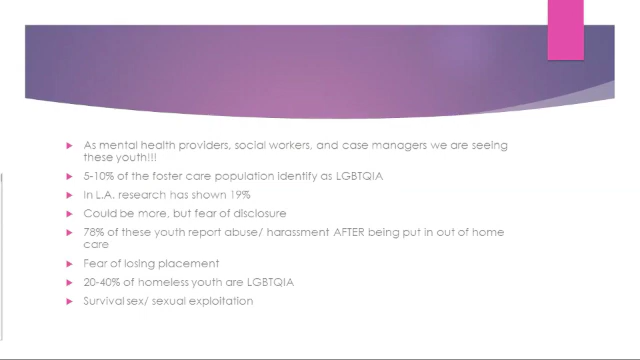 As mental health providers, social workers, and case managers we are seeing
these youth!!!
5-10% of the foster care population identify as LGBTQIA
In L.A. research has shown 19%
Could be more, but fear of disclosure
78% of these youth report abuse/ harassment AFTER being put in out of home
care
Fear of losing placement
20-40% of homeless youth are LGBTQIA
Survival sex/ sexual exploitation